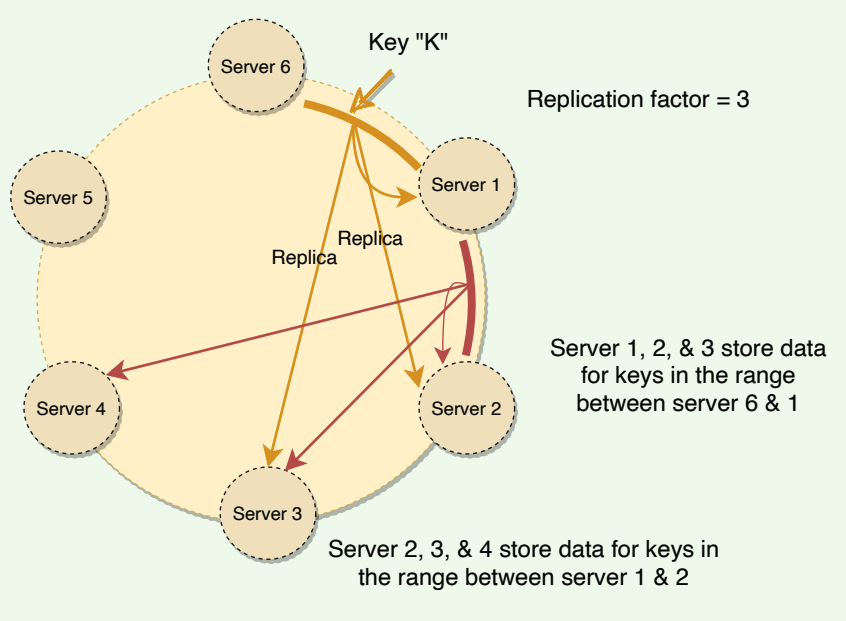 Key "K"
Server 6
Replication factor = 3
Server 1
Server 5
Replica
Replica
Server 1, 2, & 3 store data
for keys in the range
between server 6 & 1
Server 4
Server 2
Server 3
Server 2, 3, & 4 store data for keys in
the range between server 1 & 2